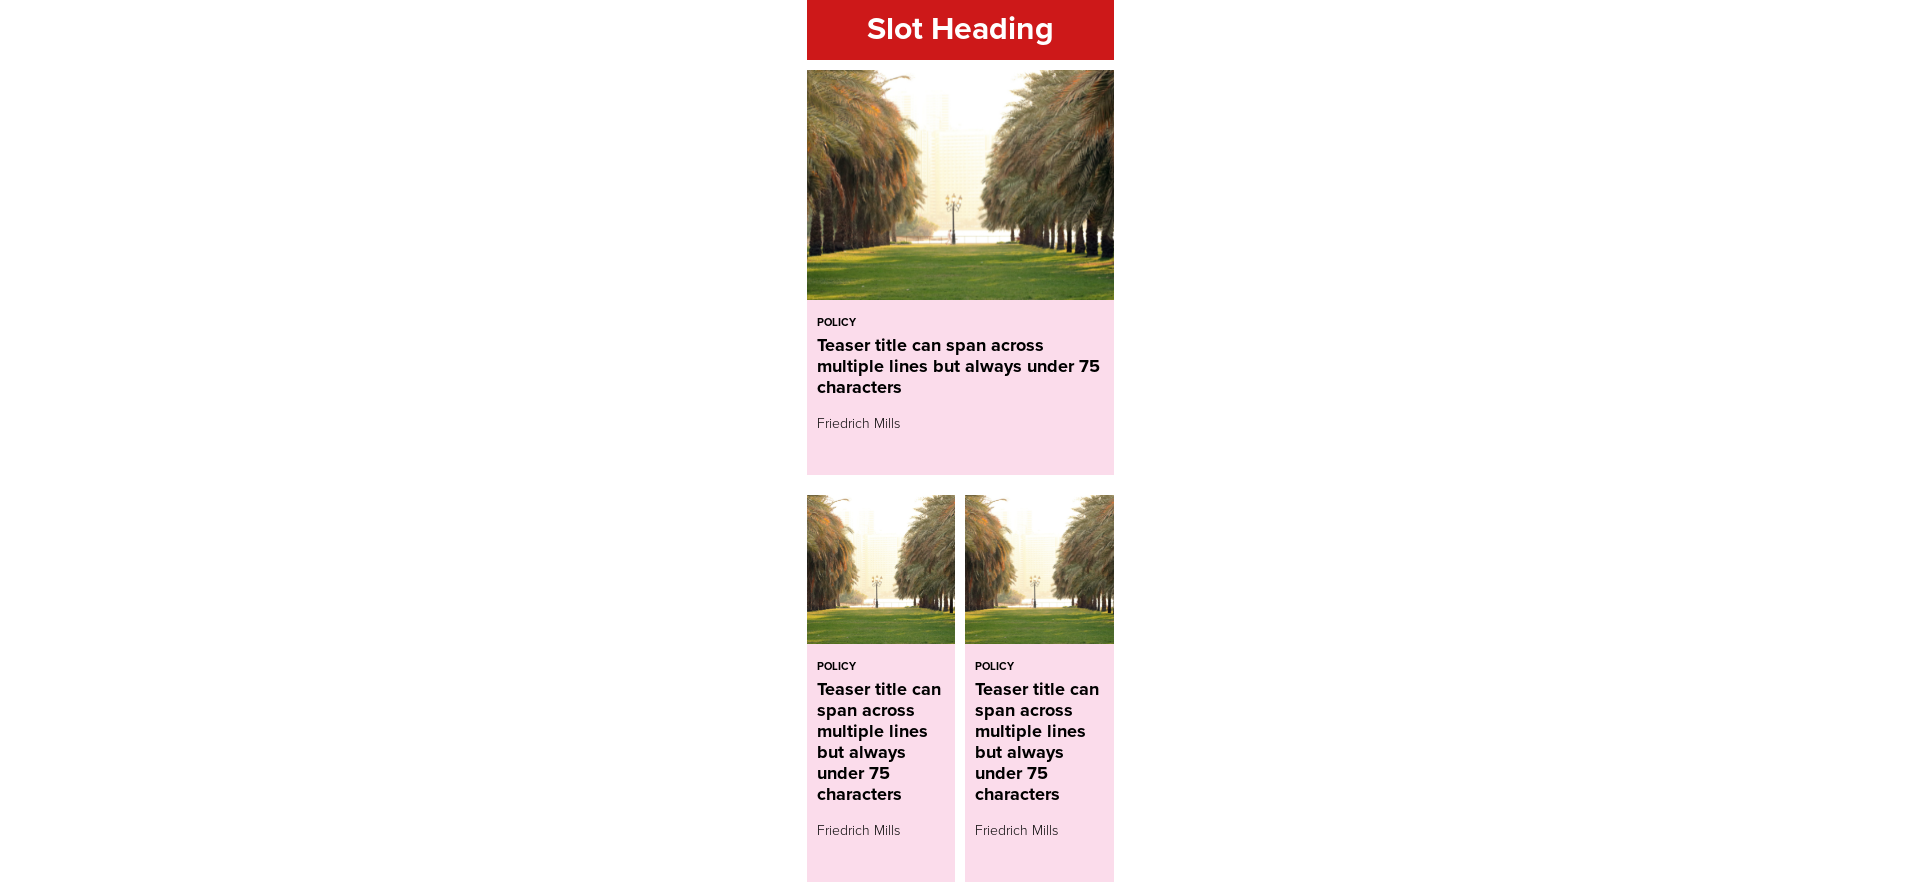 Slot Heading
POLICY
Teaser title can span across
multiple lines but always under 75
characters
Friedrich Mills
POLICY
Teaser title can
span across
multiple lines
but always
under 75
characters
Friedrich Mills
POLICY
Teaser title can
span across
multiple lines
but always
under 75
characters
Friedrich Mills